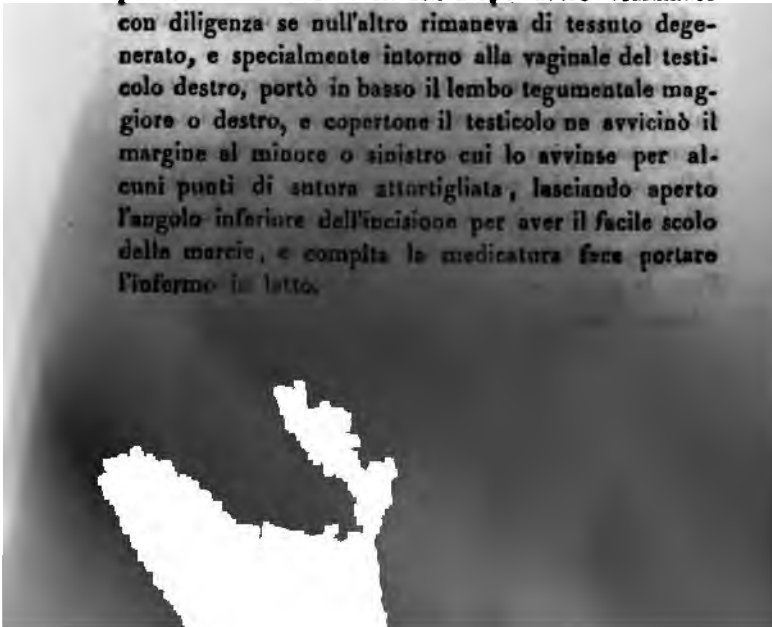 con diligenza se null'altro rimaneva di tessuto dege-
nerato, e specialmente intorno alla vaginale del testi-
colo destro, portò in basso il lembo tegumentale mag-
giore o destro, e copertone il testicolo ne avvicinò il
margine al minore o sinistro cui lo avvinse per al-
cuni punti di sutura attortigliata, lasciando aperto
l'angolo inferiore dell'incisione per aver il facile scolo
delle marcie, e compita la medicatura fece portare
l'infermo in letto.